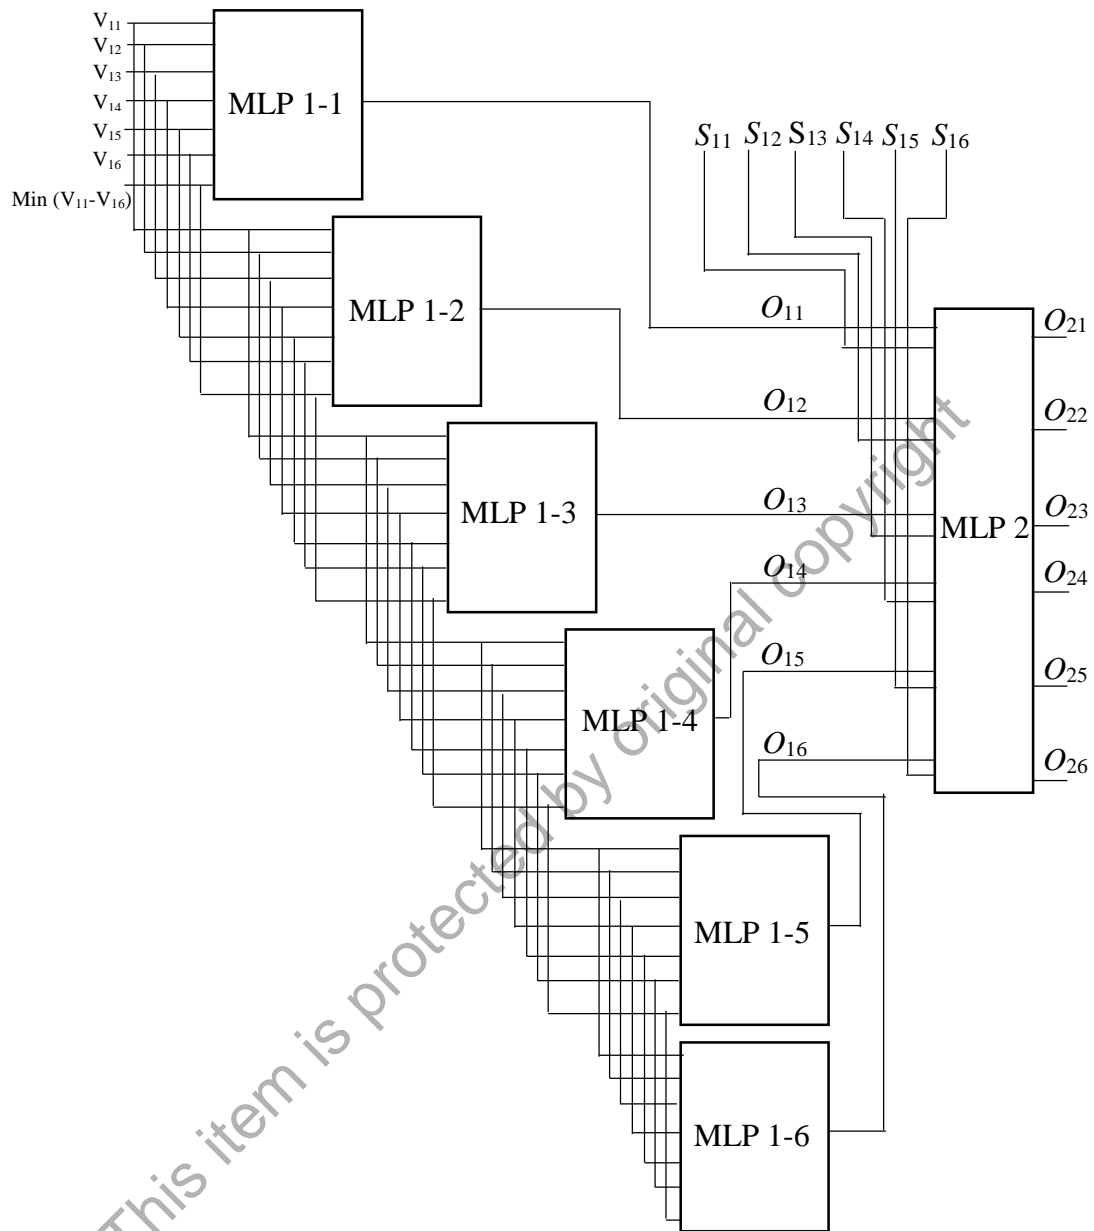 V11
V12
V13
V14
V15
V16
Min (V11-V16)
MLP 1-1
S11 S12 S13 S14 S15 S16
MLP 1-2
O11
O21
O12
O22
MLP 1-3
O13
MLP 2
O23
O14
O24
MLP 1-4
O15
O25
O16
O26
MLP 1-5
MLP 1-6
This item is protected by original copyright